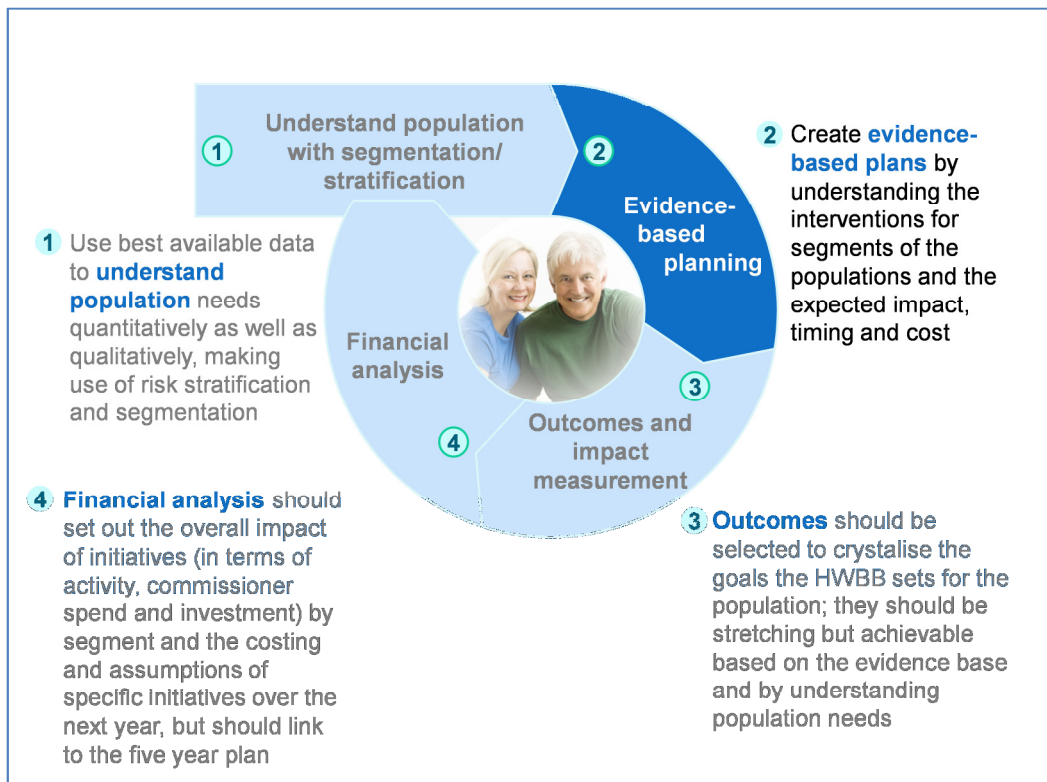 1
Understand population
with segmentation/
stratification
2
Evidence-
based
planning
3
Outcomes and
impact
measurement
4
Financial
analysis
1 Use best available data
to understand
population needs
quantitatively as well as
qualitatively, making
use of risk stratification
and segmentation
2 Create evidence-
based plans by
understanding the
interventions for
segments of the
populations and the
expected impact,
timing and cost
3 Outcomes should be
selected to crystalise the
goals the HWBB sets for the
population; they should be
stretching but achievable
based on the evidence base
and by understanding
population needs
4 Financial analysis should
set out the overall impact
of initiatives (in terms of
activity, commissioner
spend and investment) by
segment and the costing
and assumptions of
specific initiatives over the
next year, but should link
to the five year plan